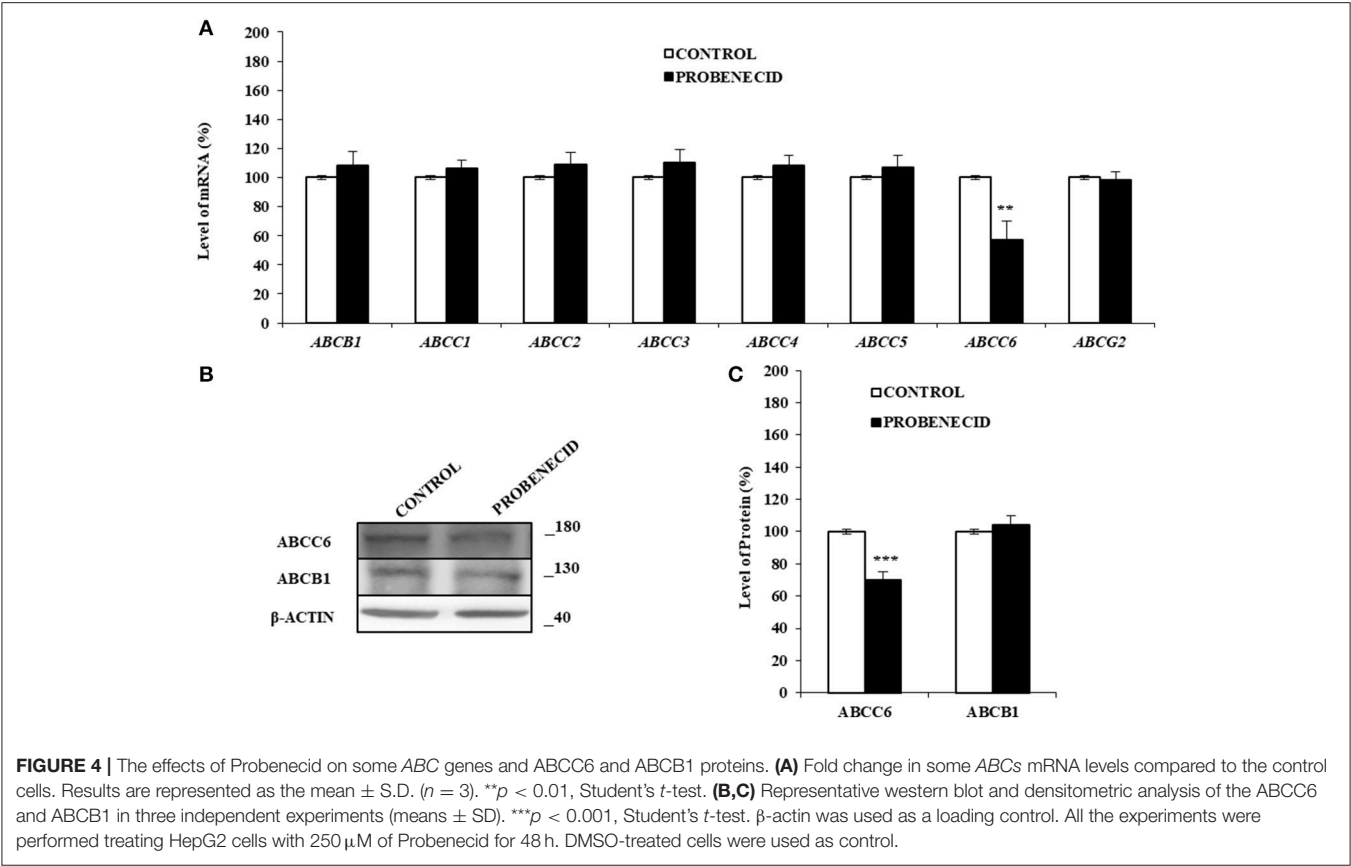 A
200
180
160
140
120
100
80
60
40
20
0
Level of mRNA (%)
CONTROL
PROBENECID
**
ABCB1 ABCC1 ABCC2 ABCC3 ABCC4 ABCC5 ABCC6 ABCG2
B
CONTROL PROBENECID
ABCC6 _180
ABCB1 _130
β-ACTIN _40
C
200
180
160
140
120
100
80
60
40
20
0
Level of Protein (%)
CONTROL
PROBENECID
***
ABCC6 ABCB1
FIGURE 4 | The effects of Probenecid on some ABC genes and ABCC6 and ABCB1 proteins. (A) Fold change in some ABCs mRNA levels compared to the control
cells. Results are represented as the mean ± S.D. (n = 3). **p < 0.01, Student's t-test. (B,C) Representative western blot and densitometric analysis of the ABCC6
and ABCB1 in three independent experiments (means ± SD). ***p < 0.001, Student's t-test. β-actin was used as a loading control. All the experiments were
performed treating HepG2 cells with 250 μM of Probenecid for 48 h. DMSO-treated cells were used as control.